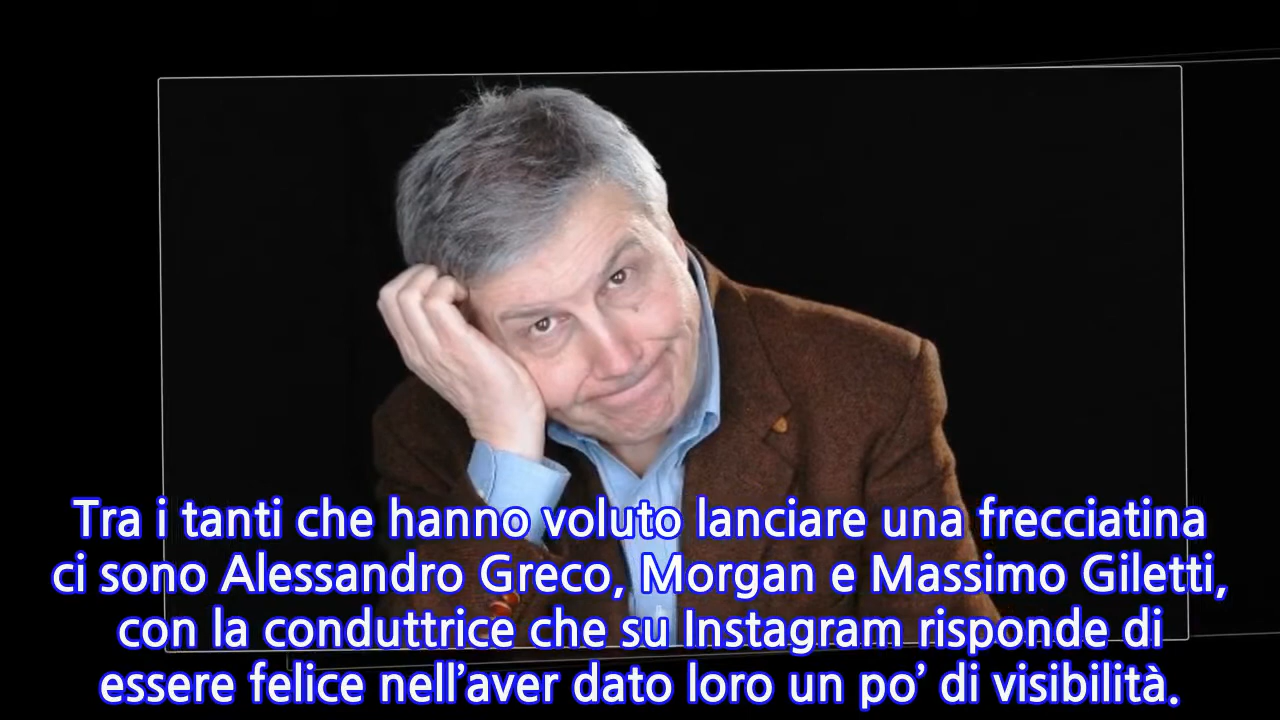 Tra i tanti che hanno voluto lanciare una frecciatina
ci sono Alessandro Greco, Morgan e Massimo Giletti,
con la conduttrice che su Instagram risponde di
essere felice nell’aver dato loro un po’ di visibilità.